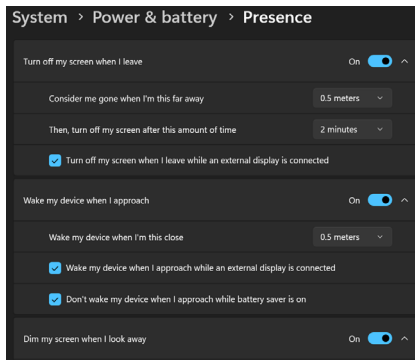 System > Power & battery > Presence
Turn off my screen when I leave On
Consider me gone when I'm this far away 0.5 meters
Then, turn off my screen after this amount of time 2 minutes
Turn off my screen when I leave while an external display is connected
Wake my device when I approach On
Wake my device when I'm this close 0.5 meters
Wake my device when I approach while an external display is connected
Don't wake my device when I approach while battery saver is on
Dim my screen when I look away On